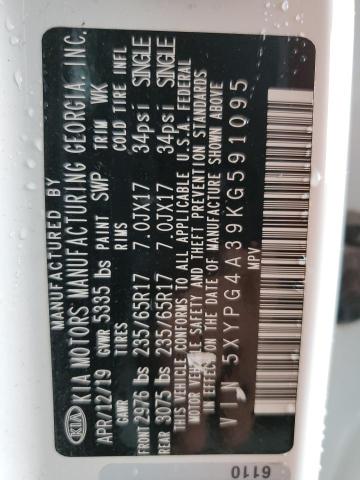 MANUFACTURED BY
KIA KIA MOTORS MANUFACTURING GEORGIA, INC.
APR/12/19 GVWR 5335 lbs PAINT SWP TRIM WK
GAWR TIRES RIMS COLD TIRE INFL
FRONT 2976 lbs 235/65R17 7.0JX17 34psi SINGLE
REAR 3075 lbs 235/65R17 7.0JX17 34psi SINGLE
THIS VEHICLE CONFORMS TO ALL APPLICABLE U.S.A. FEDERAL
MOTOR VEHICLE SAFETY AND BUMPER AND THEFT PREVENTION STANDARDS
IN EFFECT ON THE DATE OF MANUFACTURE SHOWN ABOVE
VIN 5XYPG4A39KG591095
MPV
6110